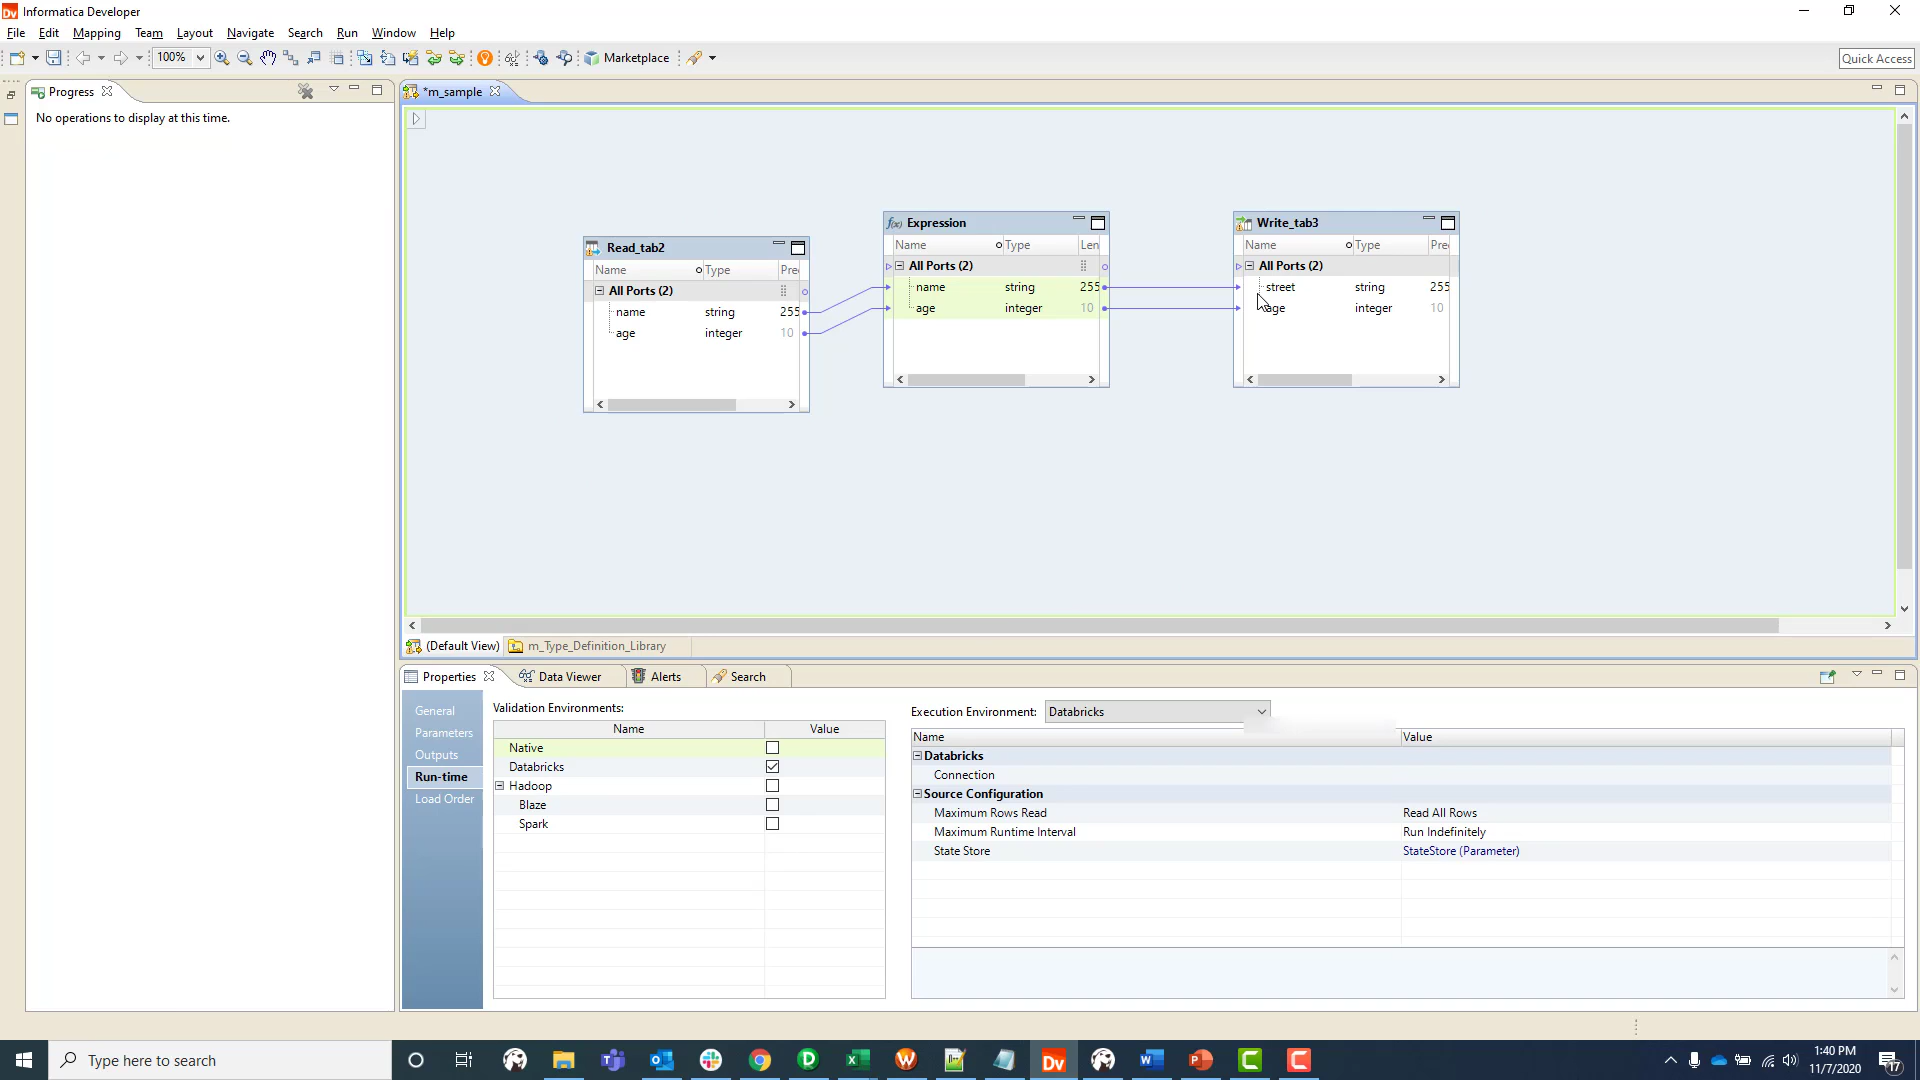 Informatica Developer
File Edit Mapping Team Layout Navigate Search Run Window Help
100% Marketplace Quick Access
Progress
No operations to display at this time.
*m_sample
Read_tab2
Name Type Pre
All Ports (2)
name string 255
age integer 10
Expression
Name Type Len
All Ports (2)
name string 255
age integer 10
Write_tab3
Name Type Pre
All Ports (2)
street string 255
age integer 10
(Default View) m_Type_Definition_Library
Properties Data Viewer Alerts Search
General
Parameters
Outputs
Run-time
Load Order
Validation Environments:
Name Value
Native
Databricks
Hadoop
Blaze
Spark
Execution Environment: Databricks
Name Value
Databricks
Connection
Source Configuration
Maximum Rows Read Read All Rows
Maximum Runtime Interval Run Indefinitely
State Store StateStore (Parameter)
Type here to search
1:40 PM
11/7/2020
17